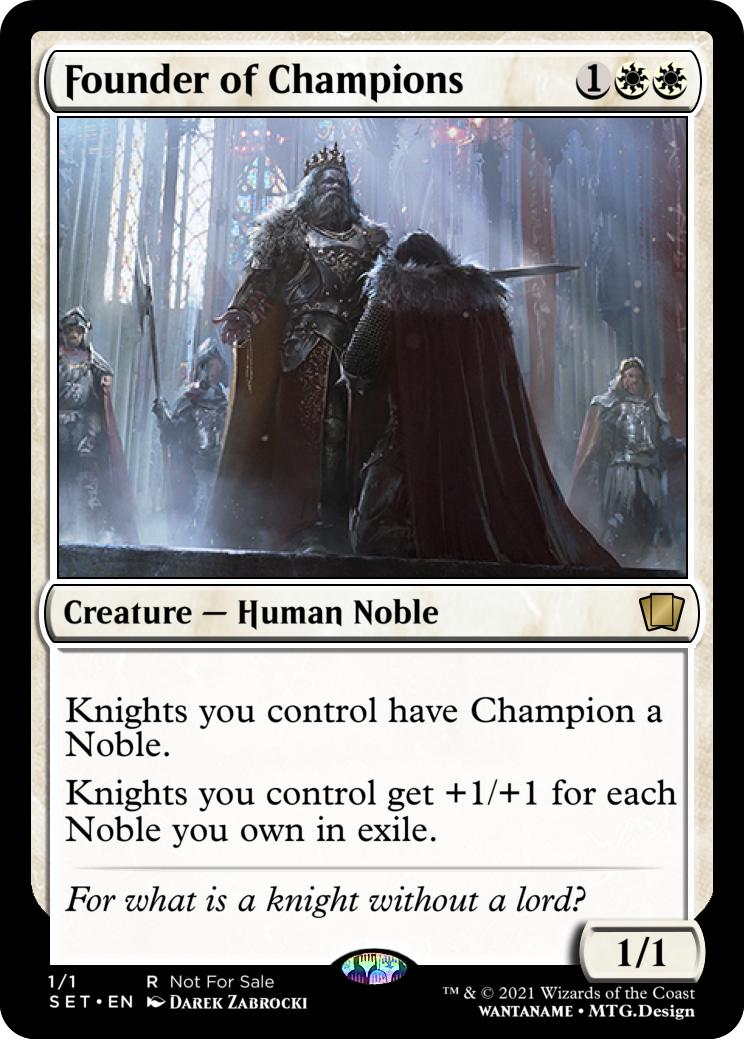 Founder of Champions 1
Creature — Human Noble
Knights you control have Champion a
Noble.
Knights you control get +1/+1 for each
Noble you own in exile.
For what is a knight without a lord?
1/1
1/1 R Not For Sale
SET • EN Darek Zabrocki
™ & © 2021 Wizards of the Coast
WANTANAME • MTG.Design